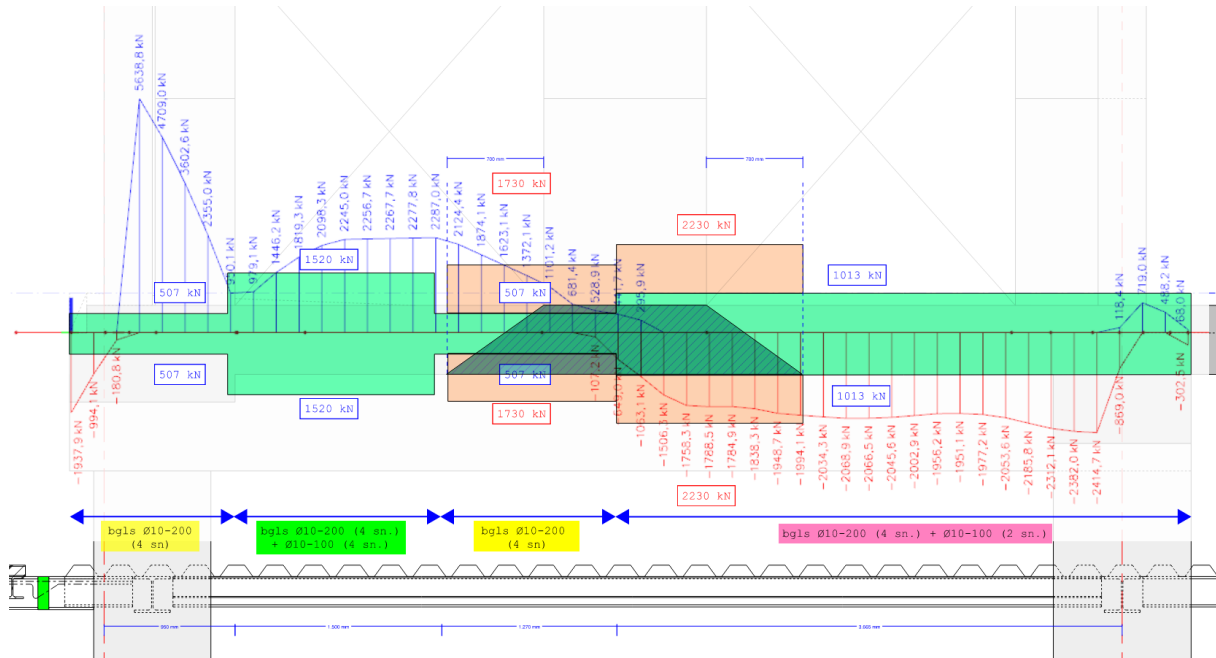 5638,8 kN
4709,0 kN
3602,6 kN
2355,0 kN
950,1 kN
979,1 kN
1446,2 kN
1819,3 kN
2098,3 kN
2245,0 kN
2256,7 kN
2267,7 kN
2277,8 kN
2287,0 kN
2124,4 kN
1874,1 kN
1623,1 kN
1372,1 kN
1101,2 kN
681,4 kN
528,9 kN
441,7 kN
295,9 kN
118,4 kN
719,0 kN
488,2 kN
68,0 kN
700 mm
700 mm
1730 kN
2230 kN
1520 kN
507 kN
507 kN
1013 kN
507 kN
507 kN
1013 kN
1520 kN
1730 kN
2230 kN
-1937,9 kN
-994,1 kN
-180,8 kN
-107,2 kN
-649,0 kN
-1063,1 kN
-1506,3 kN
-1758,3 kN
-1788,5 kN
-1784,9 kN
-1838,3 kN
-1948,7 kN
-1994,1 kN
-2034,3 kN
-2068,9 kN
-2066,5 kN
-2045,6 kN
-2002,9 kN
-1956,2 kN
-1951,1 kN
-1977,2 kN
-2053,6 kN
-2185,8 kN
-2312,1 kN
-2382,0 kN
-2414,7 kN
-869,0 kN
-302,5 kN
bgls Ø10-200
(4 sn)
bgls Ø10-200 (4 sn.)
+ Ø10-100 (4 sn.)
bgls Ø10-200
(4 sn)
bgls Ø10-200 (4 sn.) + Ø10-100 (2 sn.)
1.500 mm
1.270 mm